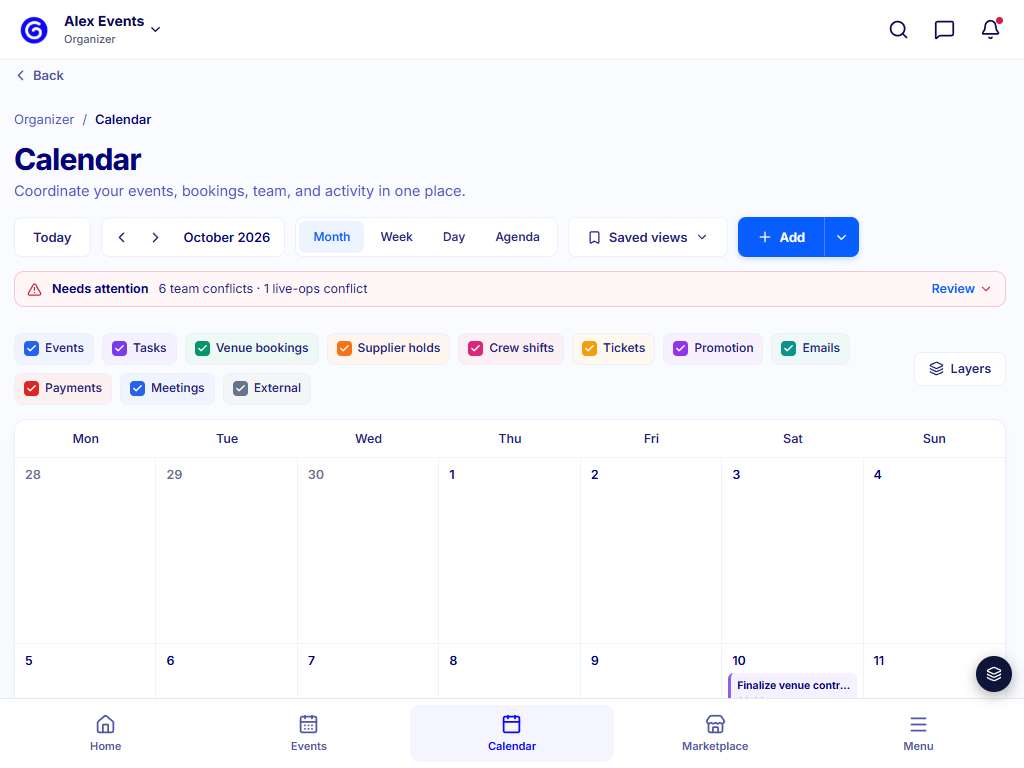 Alex Events
Organizer
Back
Organizer / Calendar
Calendar
Coordinate your events, bookings, team, and activity in one place.
Today
October 2026
Month Week Day Agenda
Saved views
Add
Needs attention 6 team conflicts · 1 live-ops conflict
Review
Events Tasks Venue bookings Supplier holds Crew shifts Tickets Promotion Emails
Payments Meetings External
Layers
Mon Tue Wed Thu Fri Sat Sun
28 29 30 1 2 3 4
5 6 7 8 9 10 11
Finalize venue contr...
Home Events Calendar Marketplace Menu